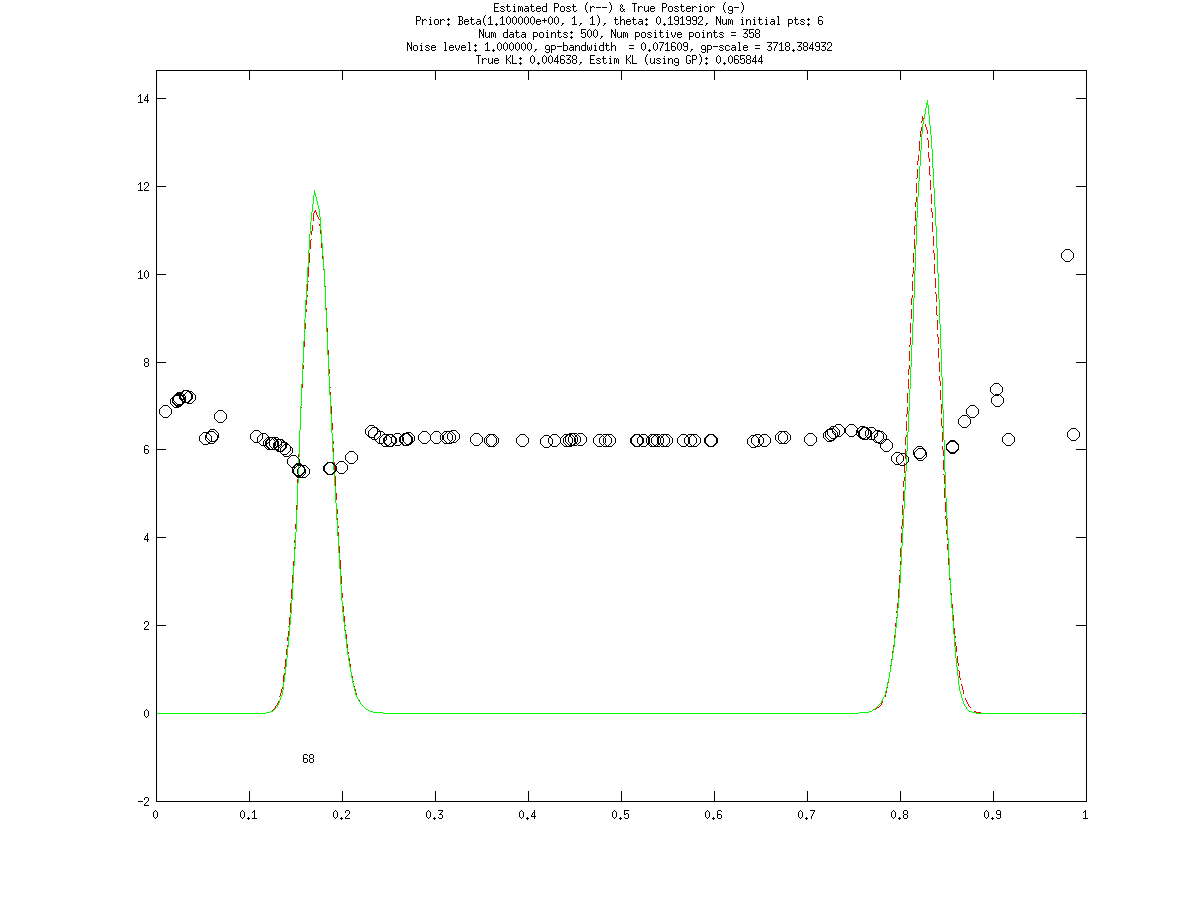 Estimated Post (r--) & True Posterior (g-)
Prior: Beta(1.100000e+00, 1, 1), theta: 0.191992, Num initial pts: 6
Num data points: 500, Num positive points = 358
Noise level: 1.000000, gp-bandwidth  = 0.071609, gp-scale = 3718.384932
True KL: 0.004638, Estim KL (using GP): 0.065844
14
12
10
8
6
4
2
0
68
-2
0 0.1 0.2 0.3 0.4 0.5 0.6 0.7 0.8 0.9 1